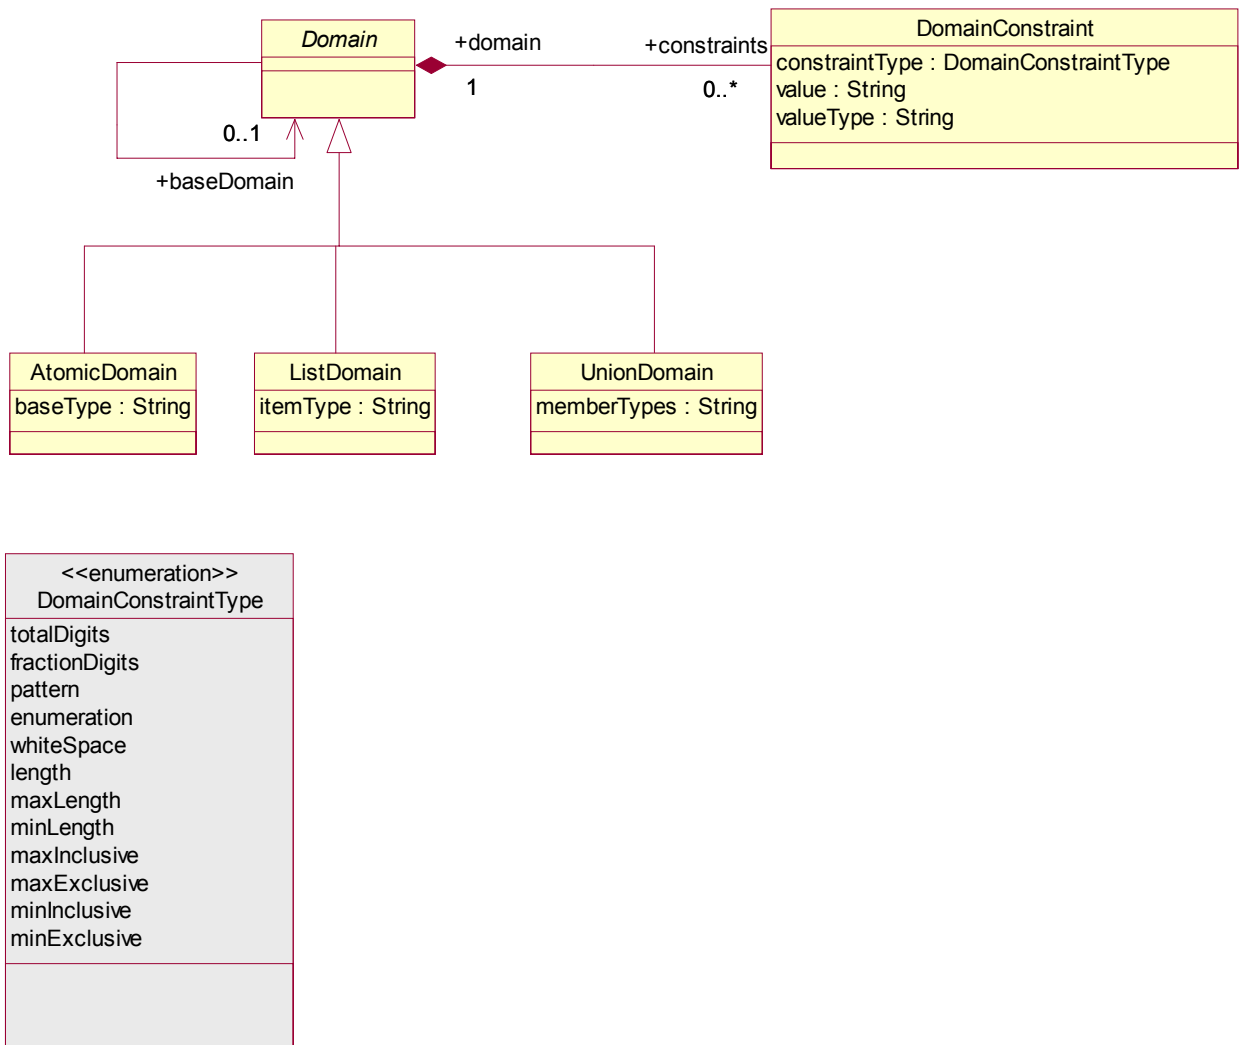 Domain
+domain
+constraints
1
0..*
DomainConstraint
constraintType : DomainConstraintType
value : String
valueType : String
0..1
+baseDomain
AtomicDomain
baseType : String
ListDomain
itemType : String
UnionDomain
memberTypes : String
<<enumeration>>
DomainConstraintType
totalDigits
fractionDigits
pattern
enumeration
whiteSpace
length
maxLength
minLength
maxInclusive
maxExclusive
minInclusive
minExclusive